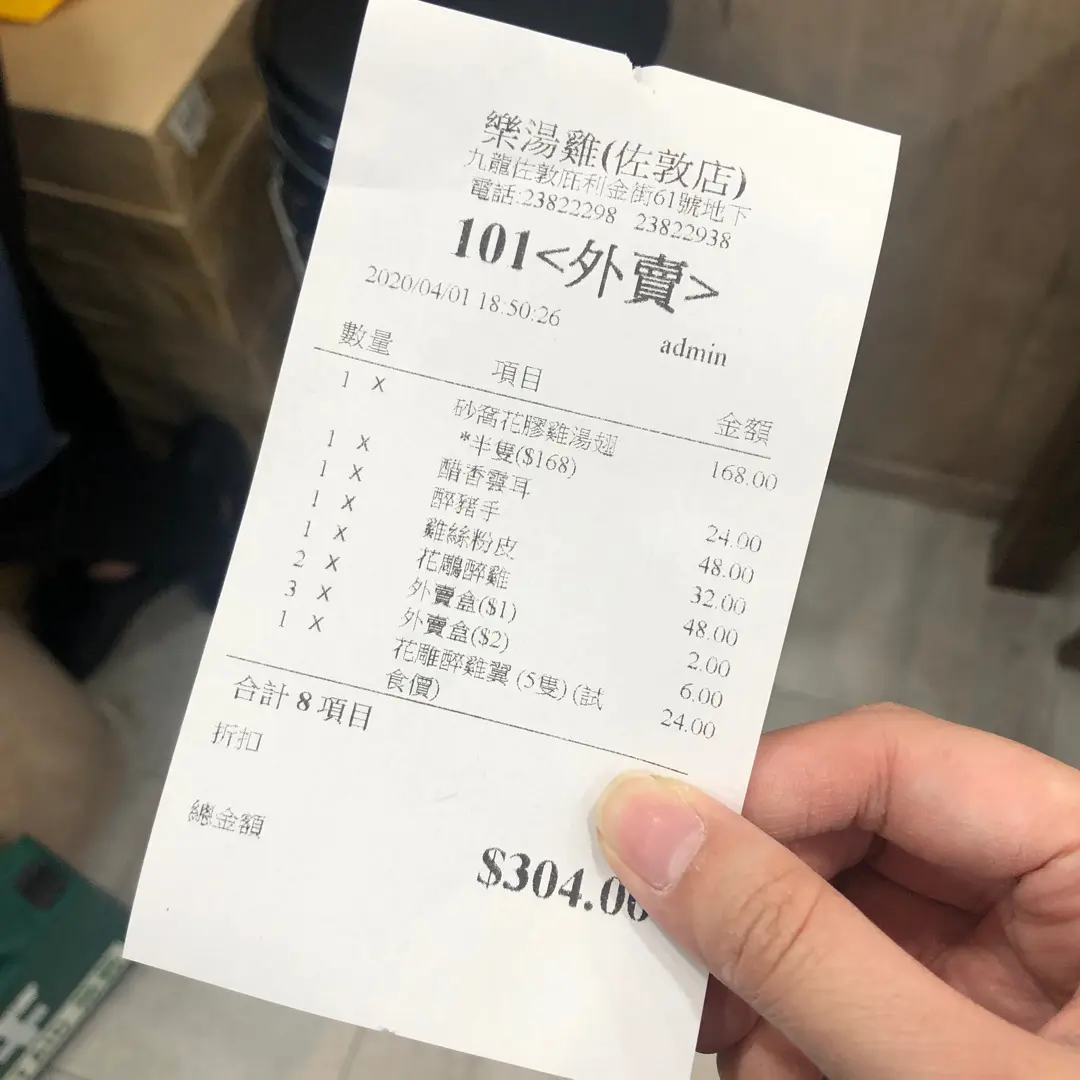 樂湯雞(佐敦店)
九龍佐敦庇利金街61號地下
電話:23822298 23822938
101<外賣>
2020/04/01 18:50:26 admin
數量 項目 金額
1 X 砂窩花膠雞湯翅 168.00
*半隻($168)
1 X 醋香雲耳 24.00
1 X 醉豬手 48.00
1 X 雞絲粉皮 32.00
1 X 花鵰醉雞 48.00
2 X 外賣盒($1) 2.00
3 X 外賣盒($2) 6.00
1 X 花雕醉雞翼 (5隻) (試 24.00
食價)
合計 8 項目
折扣
總金額
$304.00